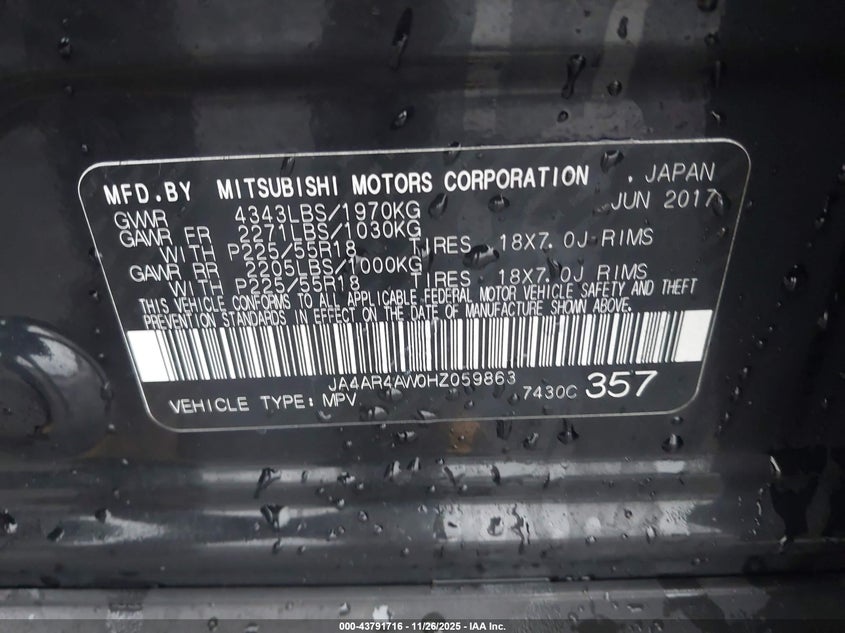 MFD.BY MITSUBISHI MOTORS CORPORATION . JAPAN
GVWR 4343LBS/1970KG JUN 2017
GAWR FR 2271LBS/1030KG
WITH P225/55R18 TIRES 18X7.0J RIMS
GAWR RR 2205LBS/1000KG
WITH P225/55R18 TIRES 18X7.0J RIMS
THIS VEHICLE CONFORMS TO ALL APPLICABLE FEDERAL MOTOR VEHICLE SAFETY AND THEFT
PREVENTION STANDARDS IN EFFECT ON THE DATE OF MANUFACTURE SHOWN ABOVE.
JA4AR4AW0HZ059863
VEHICLE TYPE: MPV 7430C 357
000-43791716 - 11/26/2025 - IAA Inc.